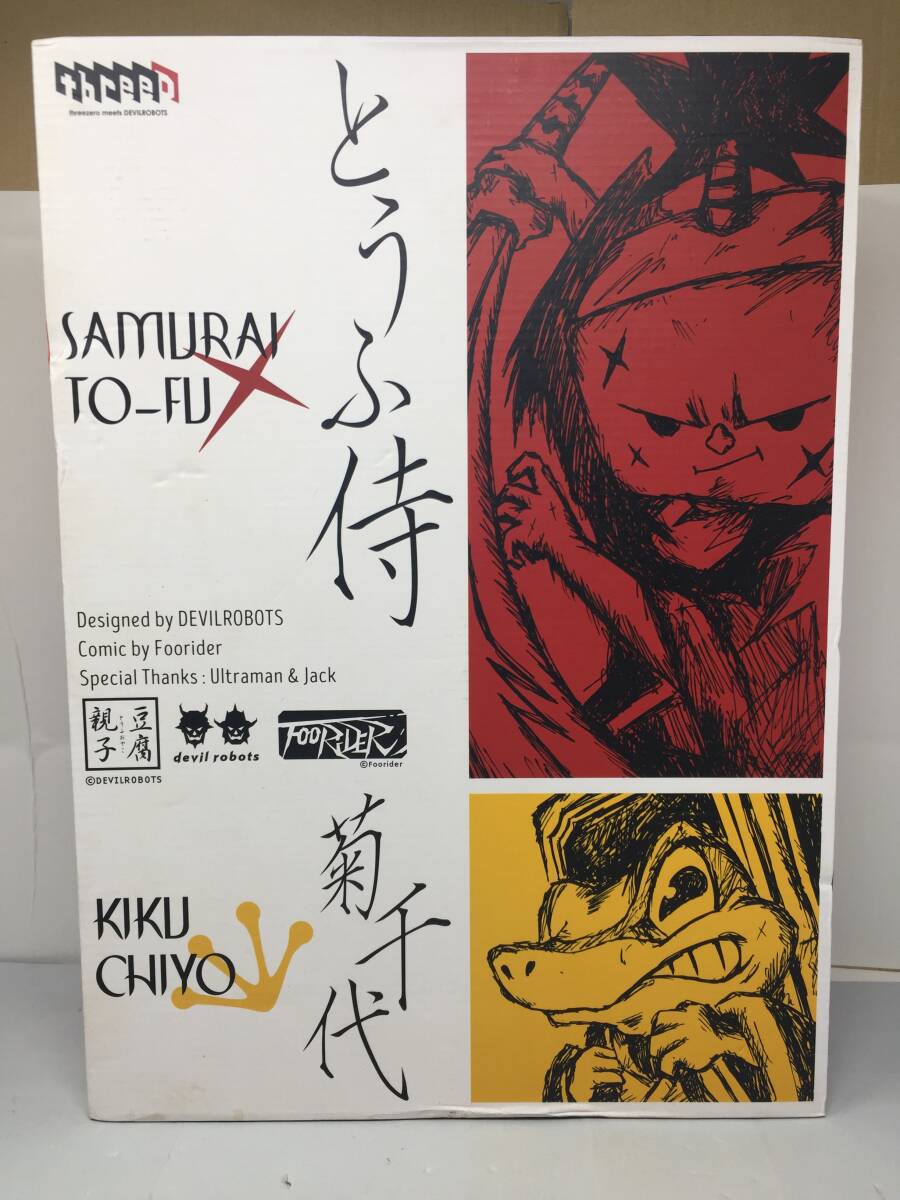 threeD
threezero meets DEVILROBOTS
とうふ侍
SAMURAI
TO-FU
Designed by DEVILROBOTS
Comic by Foorider
Special Thanks : Ultraman & Jack
豆腐
親子
©DEVILROBOTS
devil robots
FOORIDER
©Foorider
菊千代
KIKU
CHIYO